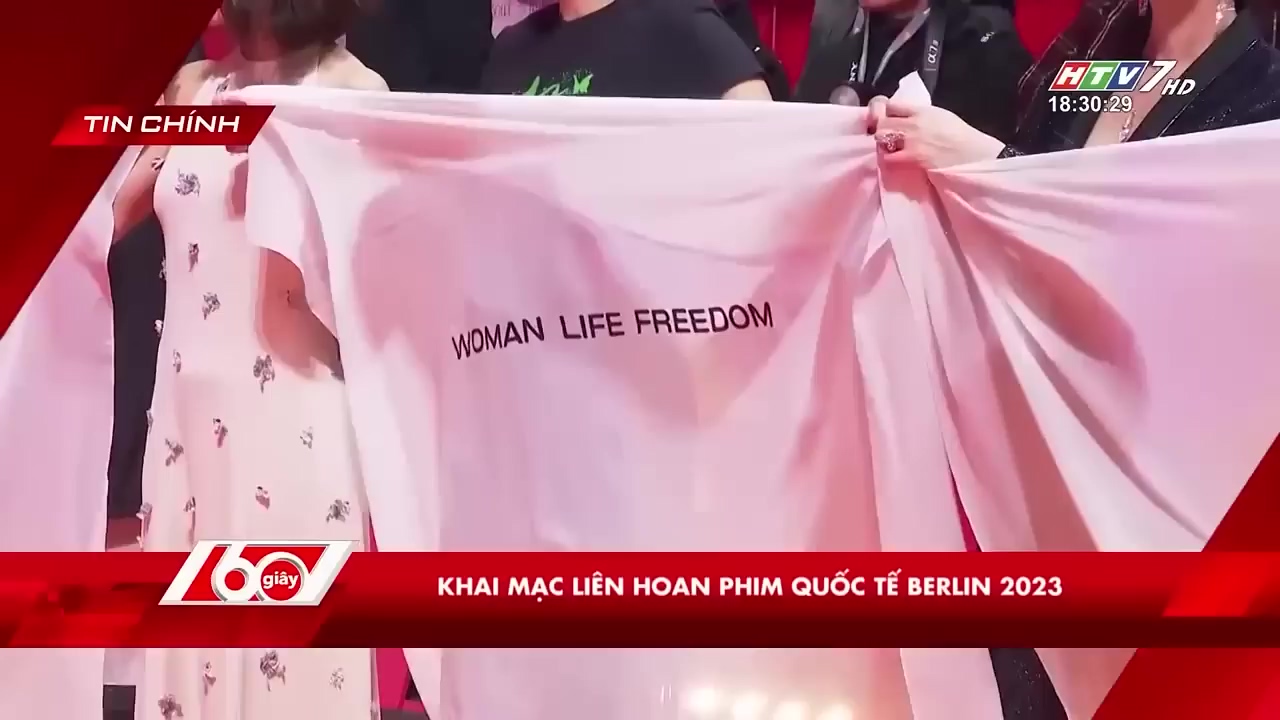 HTV7 HD
18:30:29
TIN CHÍNH
α7II
WOMAN LIFE FREEDOM
60 giây
KHAI MẠC LIÊN HOAN PHIM QUỐC TẾ BERLIN 2023